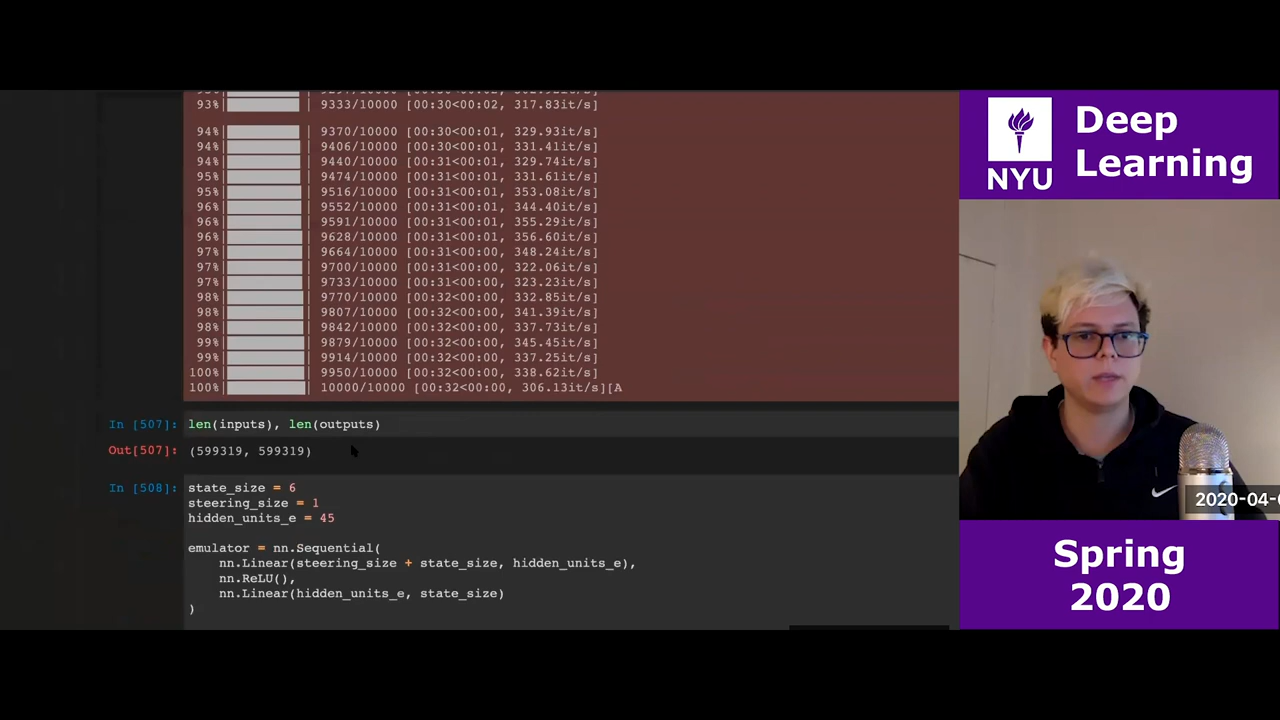 93%| | 9333/10000 [00:30<00:02, 317.83it/s]
94%| | 9370/10000 [00:30<00:01, 329.93it/s]
94%| | 9406/10000 [00:30<00:01, 331.41it/s]
94%| | 9440/10000 [00:31<00:01, 329.74it/s]
95%| | 9474/10000 [00:31<00:01, 331.61it/s]
95%| | 9516/10000 [00:31<00:01, 353.08it/s]
96%| | 9552/10000 [00:31<00:01, 344.40it/s]
96%| | 9591/10000 [00:31<00:01, 355.29it/s]
96%| | 9628/10000 [00:31<00:01, 356.60it/s]
97%| | 9664/10000 [00:31<00:00, 348.24it/s]
97%| | 9700/10000 [00:31<00:00, 322.06it/s]
97%| | 9733/10000 [00:31<00:00, 323.23it/s]
98%| | 9770/10000 [00:32<00:00, 332.85it/s]
98%| | 9807/10000 [00:32<00:00, 341.39it/s]
98%| | 9842/10000 [00:32<00:00, 337.73it/s]
99%| | 9879/10000 [00:32<00:00, 345.45it/s]
99%| | 9914/10000 [00:32<00:00, 337.25it/s]
100%| | 9950/10000 [00:32<00:00, 338.62it/s]
100%| | 10000/10000 [00:32<00:00, 306.13it/s][A
In [507]: len(inputs), len(outputs)
Out[507]: (599319, 599319)
In [508]: state_size = 6
steering_size = 1
hidden_units_e = 45
emulator = nn.Sequential(
nn.Linear(steering_size + state_size, hidden_units_e),
nn.ReLU(),
nn.Linear(hidden_units_e, state_size)
)
NYU
Deep
Learning
2020-04-
Spring
2020